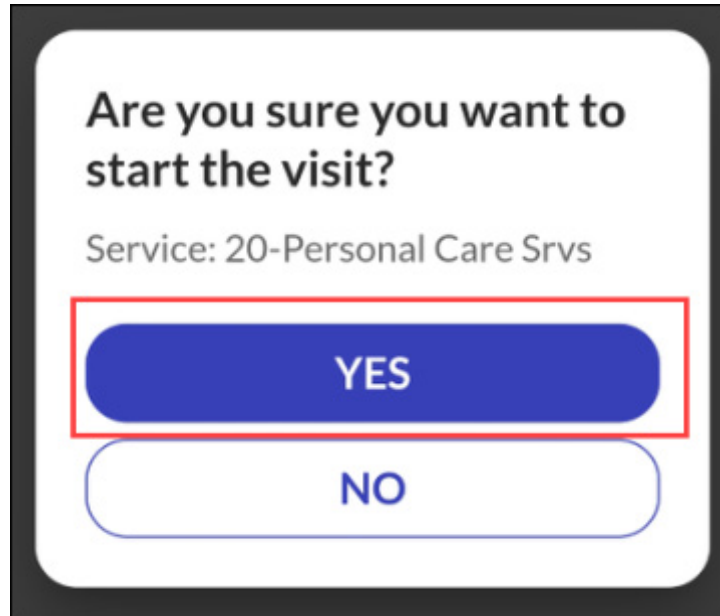 Are you sure you want to
start the visit?
Service: 20-Personal Care Srvs
YES
NO